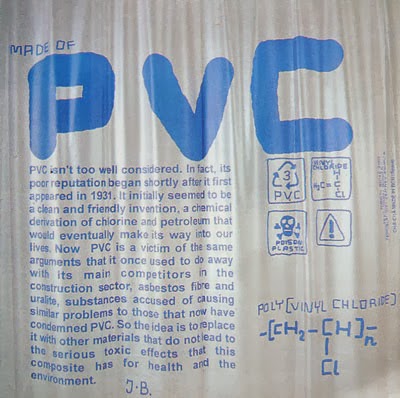 MADE OF
PVC
PVC isn't too well considered. In fact, its
poor reputation began shortly after it first
appeared in 1931. It initially seemed to be
a clean and friendly invention, a chemical
derivation of chlorine and petroleum that
would eventually make its way into our
lives. Now PVC is a victim of the same
arguments that it once used to do away
with its main competitors in the
construction sector, asbestos fibre and
uralite, substances accused of causing
similar problems to those that now have
condemned PVC. So the idea is to replace
it with other materials that do not lead to
the serious toxic effects that this
composite has for health and the
environment.
J.B.
3
PVC
VINYL
CHLORIDE
H
H₂C=C
Cl
POISON
PLASTIC
!
POLY[VINYL CHLORIDE)
-[CH₂-CH]-n
Cl